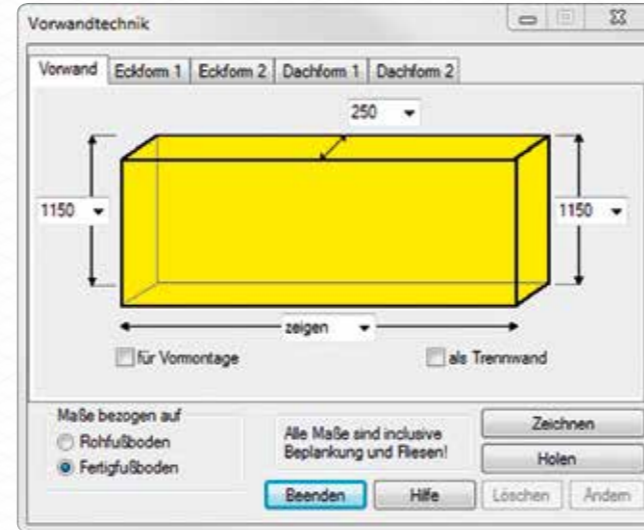 Vorwandtechnik
Vorwand Eckform 1 Eckform 2 Dachform 1 Dachform 2
250
1150
1150
zeigen
für Vormontage
als Trennwand
Maße bezogen auf
Rohfußboden
Fertigfußboden
Alle Maße sind inclusive
Beplankung und Fliesen!
Zeichnen
Holen
Beenden Hilfe Löschen Ändern